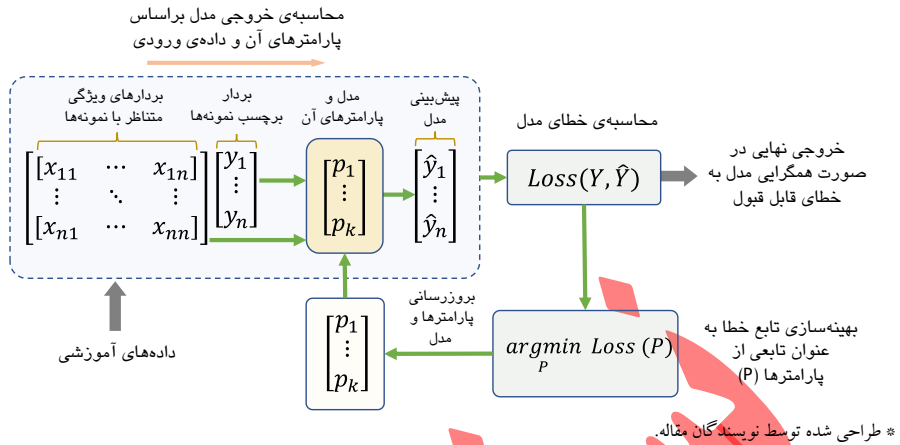 محاسبه‌ی خروجی مدل براساس
پارامترهای آن و داده‌ی ورودی
بردارهای ویژگی
متناظر با نمونه‌ها
بردار
برچسب نمونه‌ها
مدل و
پارامترهای آن
پیش‌بینی
مدل
[[x11 ⋯ x1n]
⋮ ⋱ ⋮
[xn1 ⋯ xnn]]
[y1
⋮
yn]
[p1
⋮
pk]
[ŷ1
⋮
ŷn]
داده‌های آموزشی
محاسبه‌ی خطای مدل
Loss(Y, Ŷ)
خروجی نهایی در
صورت همگرایی مدل به
خطای قابل قبول
argmin Loss (P)
P
بهینه‌سازی تابع خطا به
عنوان تابعی از
پارامترها (P)
بروزرسانی
پارامترها و
مدل
[p1
⋮
pk]
* طراحی شده توسط نویسندگان مقاله.